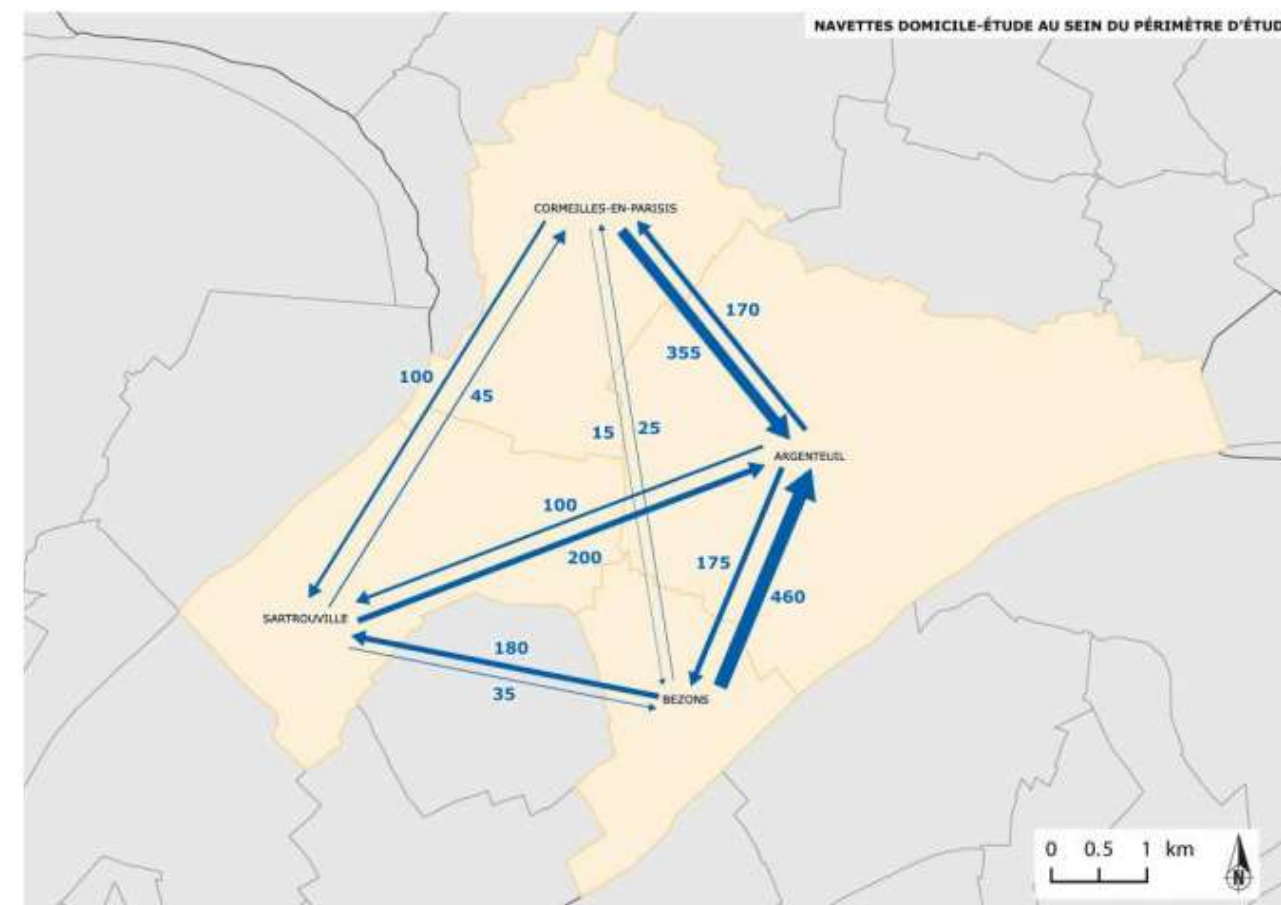 NAVETTES DOMICILE-ÉTUDE AU SEIN DU PÉRIMÈTRE D'ÉTUD
CORMEILLES-EN-PARISIS
170
355
100
45
15
25
ARGENTEUIL
100
200
175
460
SARTROUVILLE
180
35
BEZONS
0 0.5 1 km
N